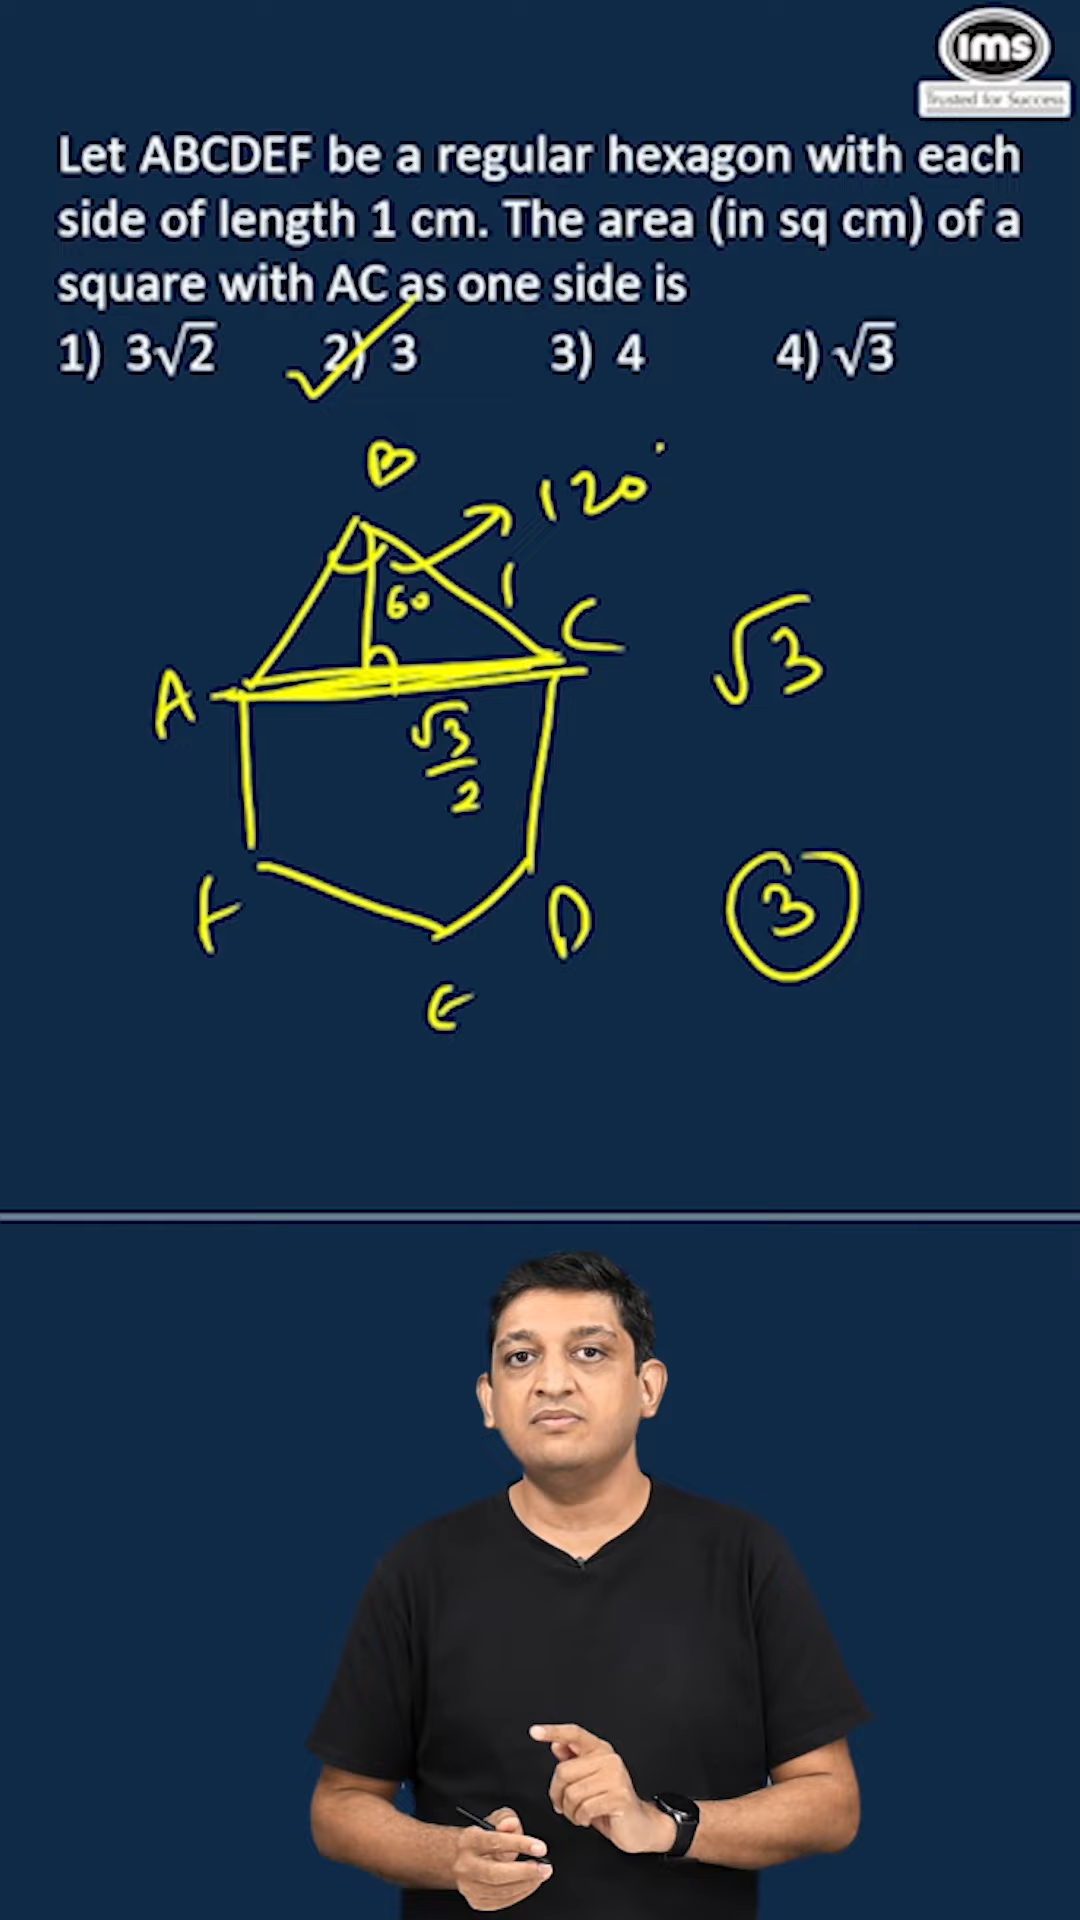 ims
Trusted for Success
Let ABCDEF be a regular hexagon with each
side of length 1 cm. The area (in sq cm) of a
square with AC as one side is
1) 3√2 2) 3 3) 4 4) √3
B
120°
60
1
C
√3
A
√3/2
F
D
3
E